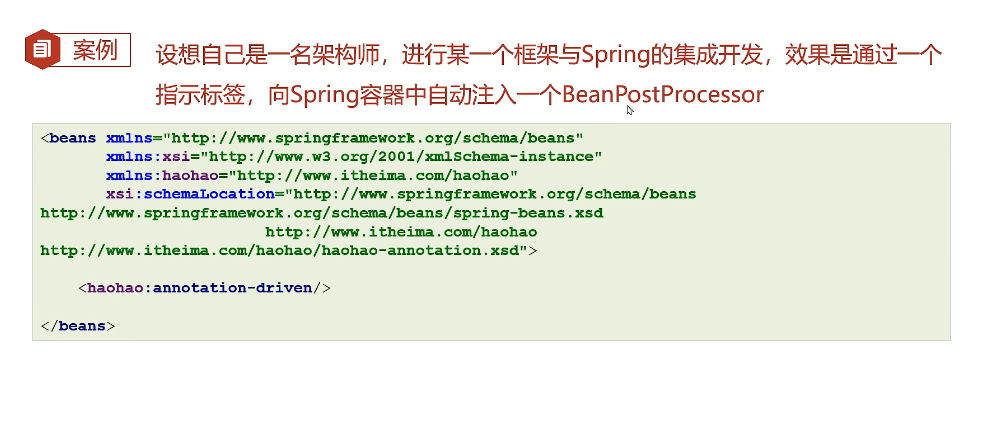 案例
设想自己是一名架构师，进行某一个框架与Spring的集成开发，效果是通过一个
指示标签，向Spring容器中自动注入一个BeanPostProcessor
<beans xmlns="http://www.springframework.org/schema/beans"
       xmlns:xsi="http://www.w3.org/2001/XMLSchema-instance"
       xmlns:haohao="http://www.itheima.com/haohao"
       xsi:schemaLocation="http://www.springframework.org/schema/beans
http://www.springframework.org/schema/beans/spring-beans.xsd
                        http://www.itheima.com/haohao
http://www.itheima.com/haohao/haohao-annotation.xsd">
    <haohao:annotation-driven/>
</beans>